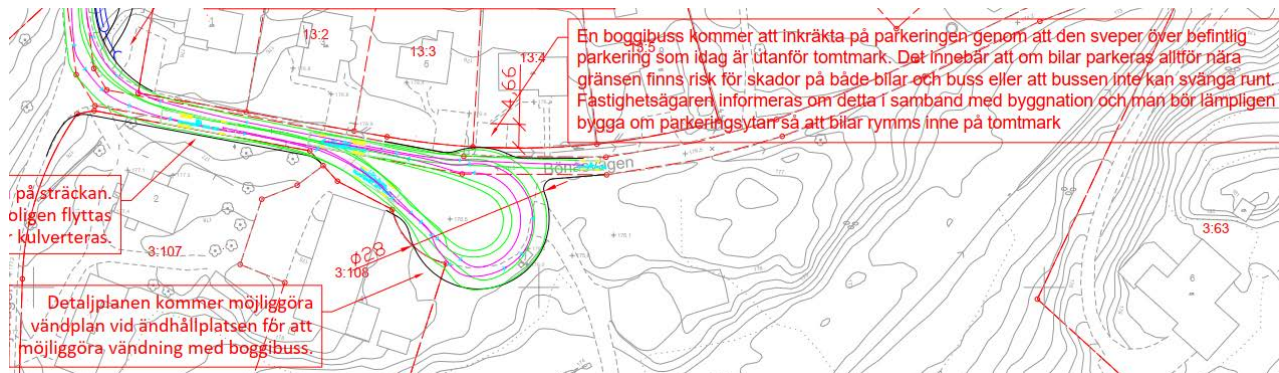 En boggibuss kommer att inkräkta på parkeringen genom att den sveper över befintlig
parkering som idag är utanför tomtmark. Det innebär att om bilar parkeras alltför nära
gränsen finns risk för skador på både bilar och buss eller att bussen inte kan svänga runt.
Fastighetsägaren informeras om detta i samband med byggnation och man bör lämpligen
bygga om parkeringsytan så att bilar rymms inne på tomtmark
13:2
13:3
13:4
13:5
4,66
Bönesvägen
på sträckan.
oligen flyttas
r kulverteras.
2
3:107
ø28
3:108
3:63
6
Detaljplanen kommer möjliggöra
vändplan vid ändhållplatsen för att
möjliggöra vändning med boggibuss.